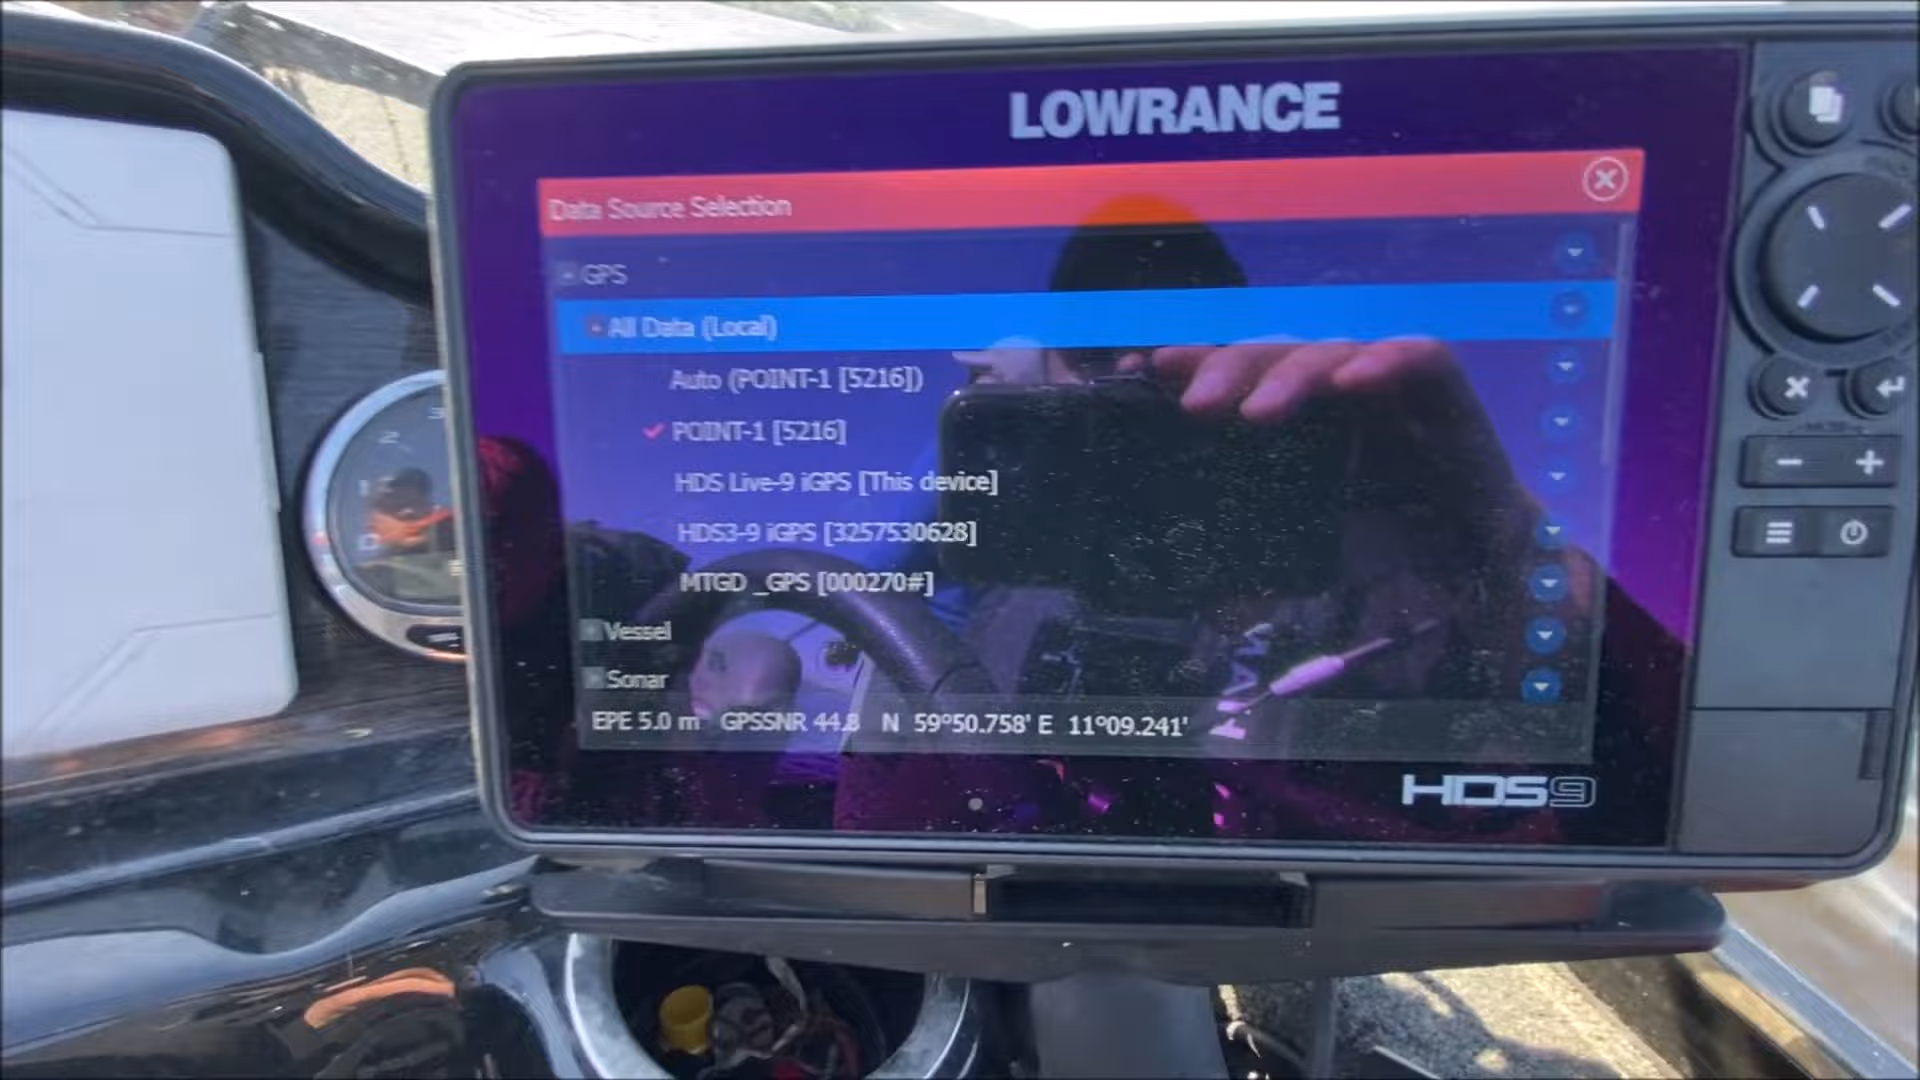 LOWRANCE
Data Source Selection
GPS
All Data (Local)
Auto (POINT-1 [5216])
POINT-1 [5216]
HDS Live-9 iGPS [This device]
HDS3-9 iGPS [3257530628]
MTGD _GPS [000270#]
Vessel
Sonar
EPE 5.0 m GPSSNR 44.8 N 59°50.758' E 11°09.241'
HDS9